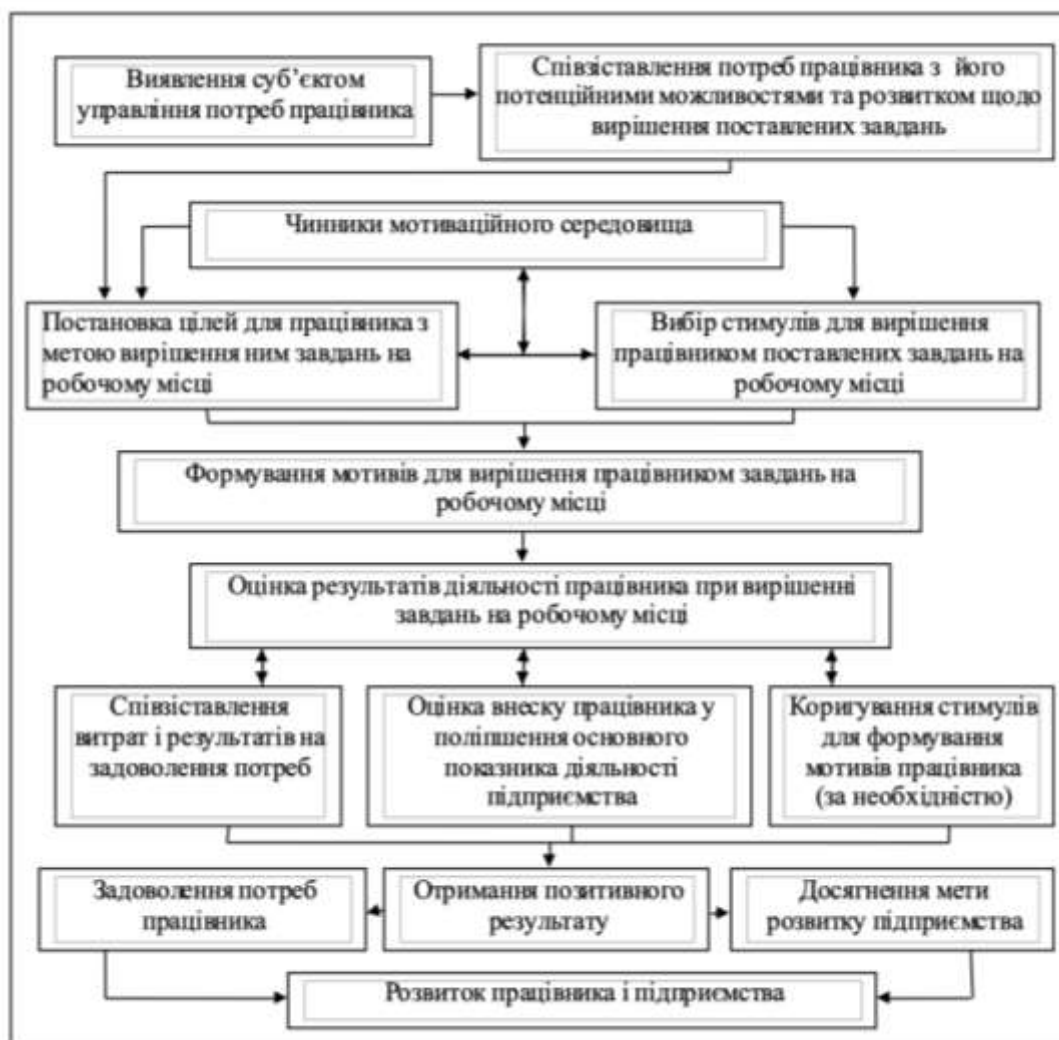 Виявлення суб’єктом
управління потреб працівника
Співзіставлення потреб працівника з його
потенційними можливостями та розвитком щодо
вирішення поставлених завдань
Чинники мотиваційного середовища
Постановка цілей для працівника з
метою вирішення ним завдань на
робочому місці
Вибір стимулів для вирішення
працівником поставлених завдань на
робочому місці
Формування мотивів для вирішення працівником завдань на
робочому місці
Оцінка результатів діяльності працівника при вирішенні
завдань на робочому місці
Співзіставлення
витрат і результатів на
задоволення потреб
Оцінка внеску працівника у
поліпшення основного
показника діяльності
підприємства
Коригування стимулів
для формування
мотивів працівника
(за необхідністю)
Задоволення потреб
працівника
Отримання позитивного
результату
Досягнення мети
розвитку підприємства
Розвиток працівника і підприємства